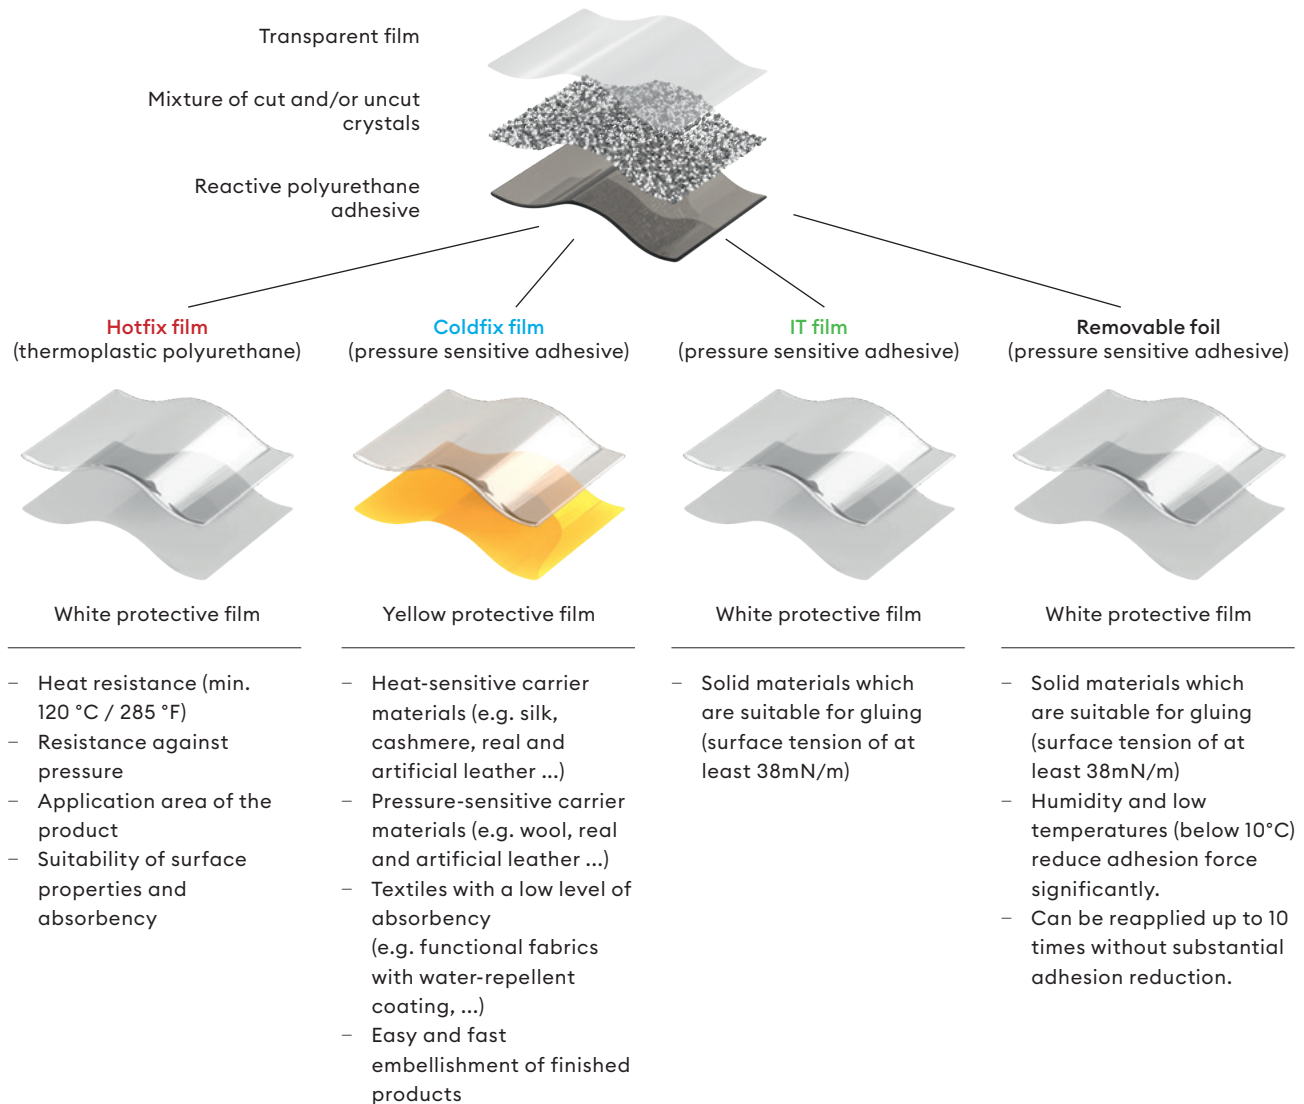 Transparent film
Mixture of cut and/or uncut
crystals
Reactive polyurethane
adhesive
Hotfix film
(thermoplastic polyurethane)
Coldfix film
(pressure sensitive adhesive)
IT film
(pressure sensitive adhesive)
Removable foil
(pressure sensitive adhesive)
White protective film
Yellow protective film
White protective film
White protective film
– Heat resistance (min.
120 °C / 285 °F)
– Resistance against
pressure
– Application area of the
product
– Suitability of surface
properties and
absorbency
– Heat-sensitive carrier
materials (e.g. silk,
cashmere, real and
artificial leather ...)
– Pressure-sensitive carrier
materials (e.g. wool, real
and artificial leather ...)
– Textiles with a low level of
absorbency
(e.g. functional fabrics
with water-repellent
coating, ...)
– Easy and fast
embellishment of finished
products
– Solid materials which
are suitable for gluing
(surface tension of at
least 38mN/m)
– Solid materials which
are suitable for gluing
(surface tension of at
least 38mN/m)
– Humidity and low
temperatures (below 10°C)
reduce adhesion force
significantly.
– Can be reapplied up to 10
times without substantial
adhesion reduction.